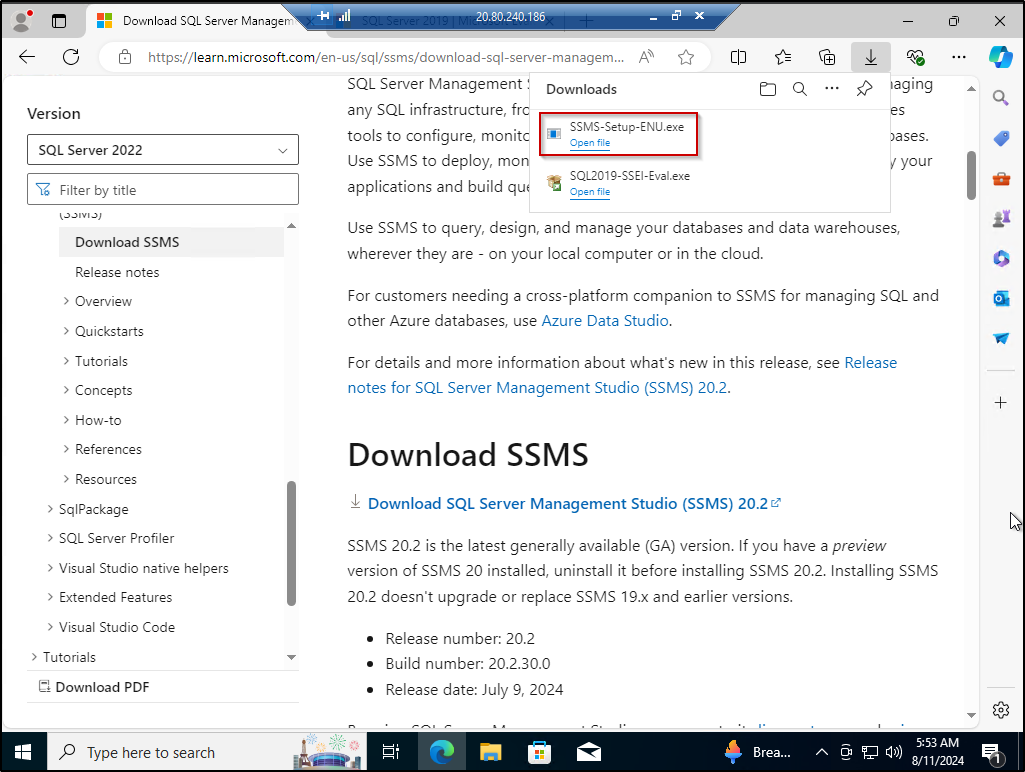 Download SQL Server Managem
SQL Server 2019 | Microsoft
20.80.240.186
https://learn.microsoft.com/en-us/sql/ssms/download-sql-server-managem...
Version
SQL Server 2022
Filter by title
(SSMS)
Download SSMS
Release notes
Overview
Quickstarts
Tutorials
Concepts
How-to
References
Resources
SqlPackage
SQL Server Profiler
Visual Studio native helpers
Extended Features
Visual Studio Code
Tutorials
Download PDF
Downloads
SSMS-Setup-ENU.exe
Open file
SQL2019-SSEI-Eval.exe
Open file
SQL Server Management S aging
any SQL infrastructure, fro es
tools to configure, monito bases.
Use SSMS to deploy, mon y your
applications and build que
Use SSMS to query, design, and manage your databases and data warehouses,
wherever they are - on your local computer or in the cloud.
For customers needing a cross-platform companion to SSMS for managing SQL and
other Azure databases, use Azure Data Studio.
For details and more information about what's new in this release, see Release
notes for SQL Server Management Studio (SSMS) 20.2.
Download SSMS
Download SQL Server Management Studio (SSMS) 20.2
SSMS 20.2 is the latest generally available (GA) version. If you have a preview
version of SSMS 20 installed, uninstall it before installing SSMS 20.2. Installing SSMS
20.2 doesn't upgrade or replace SSMS 19.x and earlier versions.
• Release number: 20.2
• Build number: 20.2.30.0
• Release date: July 9, 2024
Type here to search
Brea...
5:53 AM
8/11/2024
1